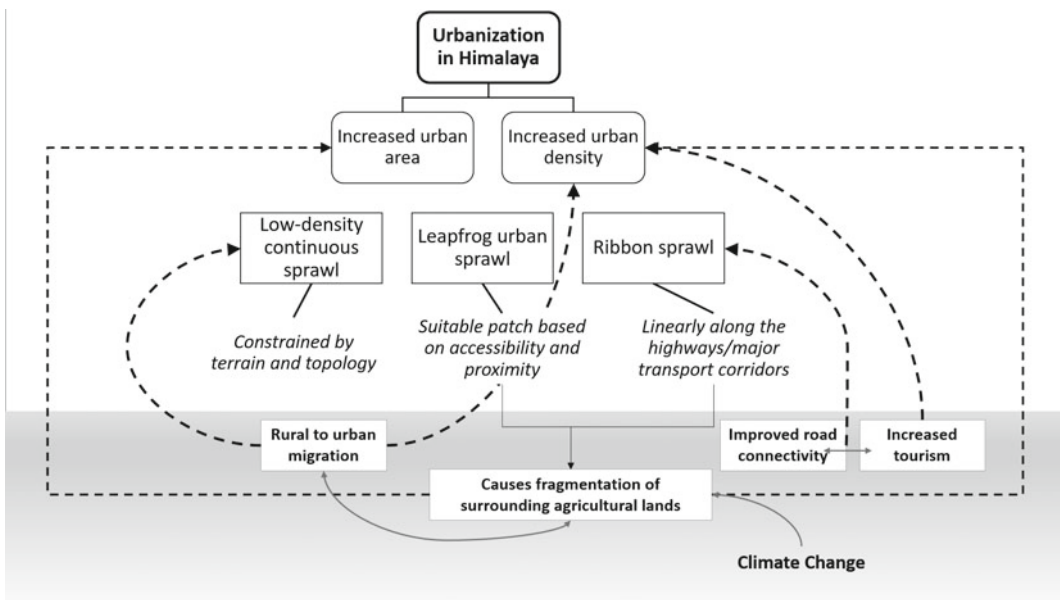 Urbanization
in Himalaya
Increased urban
area
Increased urban
density
Low-density
continuous
sprawl
Leapfrog urban
sprawl
Ribbon sprawl
Constrained by
terrain and topology
Suitable patch based
on accessibility and
proximity
Linearly along the
highways/major
transport corridors
Rural to urban
migration
Improved road
connectivity
Increased
tourism
Causes fragmentation of
surrounding agricultural lands
Climate Change